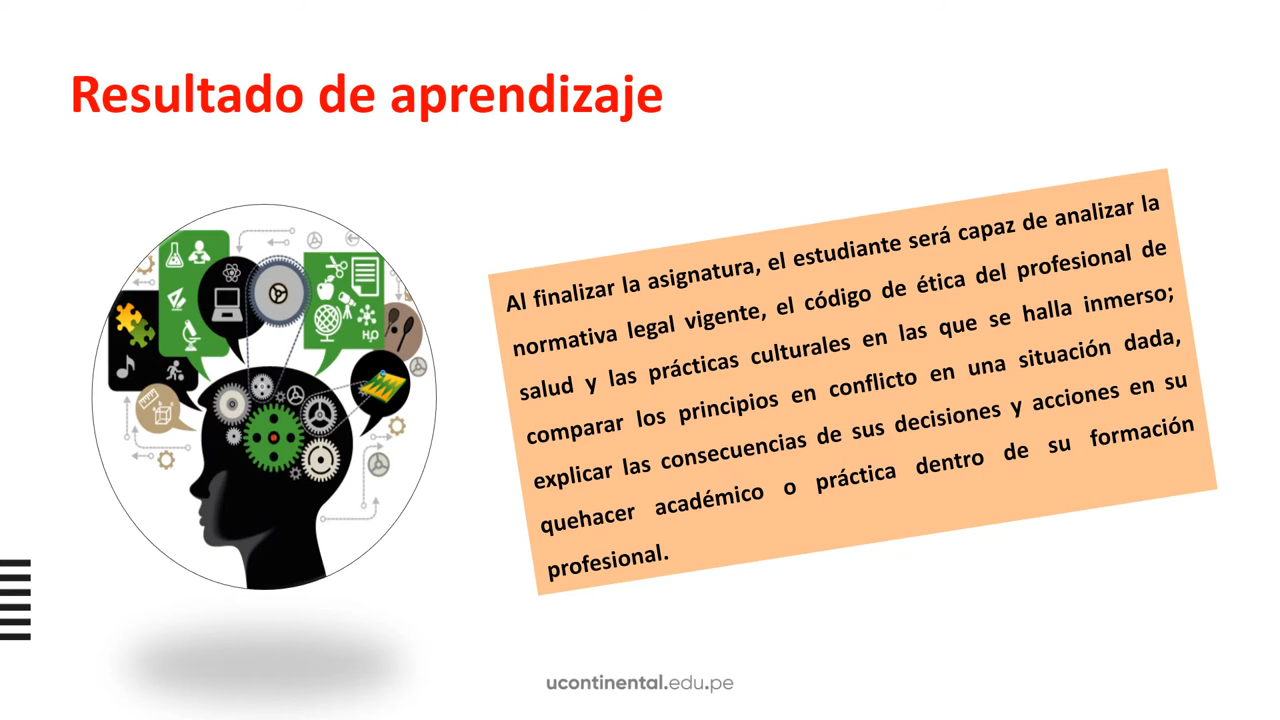 Resultado de aprendizaje
Al finalizar la asignatura, el estudiante será capaz de analizar la
normativa legal vigente, el código de ética del profesional de
salud y las prácticas culturales en las que se halla inmerso;
comparar los principios en conflicto en una situación dada,
explicar las consecuencias de sus decisiones y acciones en su
quehacer académico o práctica dentro de su formación
profesional.
H₂O
ucontinental.edu.pe